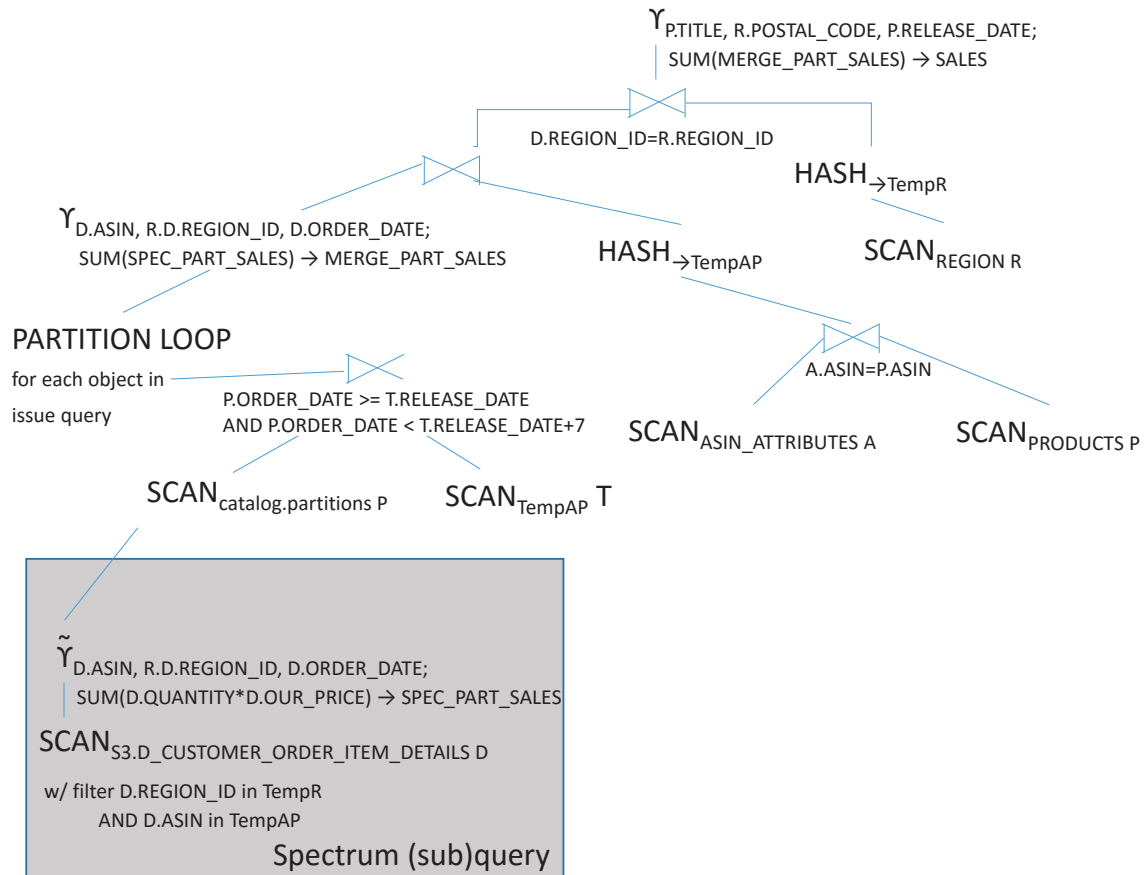 ϒP.TITLE, R.POSTAL_CODE, P.RELEASE_DATE;
SUM(MERGE_PART_SALES) → SALES
D.REGION_ID=R.REGION_ID
HASH→TempR
SCANREGION R
ϒD.ASIN, R.D.REGION_ID, D.ORDER_DATE;
SUM(SPEC_PART_SALES) → MERGE_PART_SALES
HASH→TempAP
PARTITION LOOP
for each object in
issue query
A.ASIN=P.ASIN
P.ORDER_DATE >= T.RELEASE_DATE
AND P.ORDER_DATE < T.RELEASE_DATE+7
SCANASIN_ATTRIBUTES A
SCANPRODUCTS P
SCANcatalog.partitions P
SCANTempAP T
ϒ̃D.ASIN, R.D.REGION_ID, D.ORDER_DATE;
SUM(D.QUANTITY*D.OUR_PRICE) → SPEC_PART_SALES
SCANS3.D_CUSTOMER_ORDER_ITEM_DETAILS D
w/ filter D.REGION_ID in TempR
AND D.ASIN in TempAP
Spectrum (sub)query